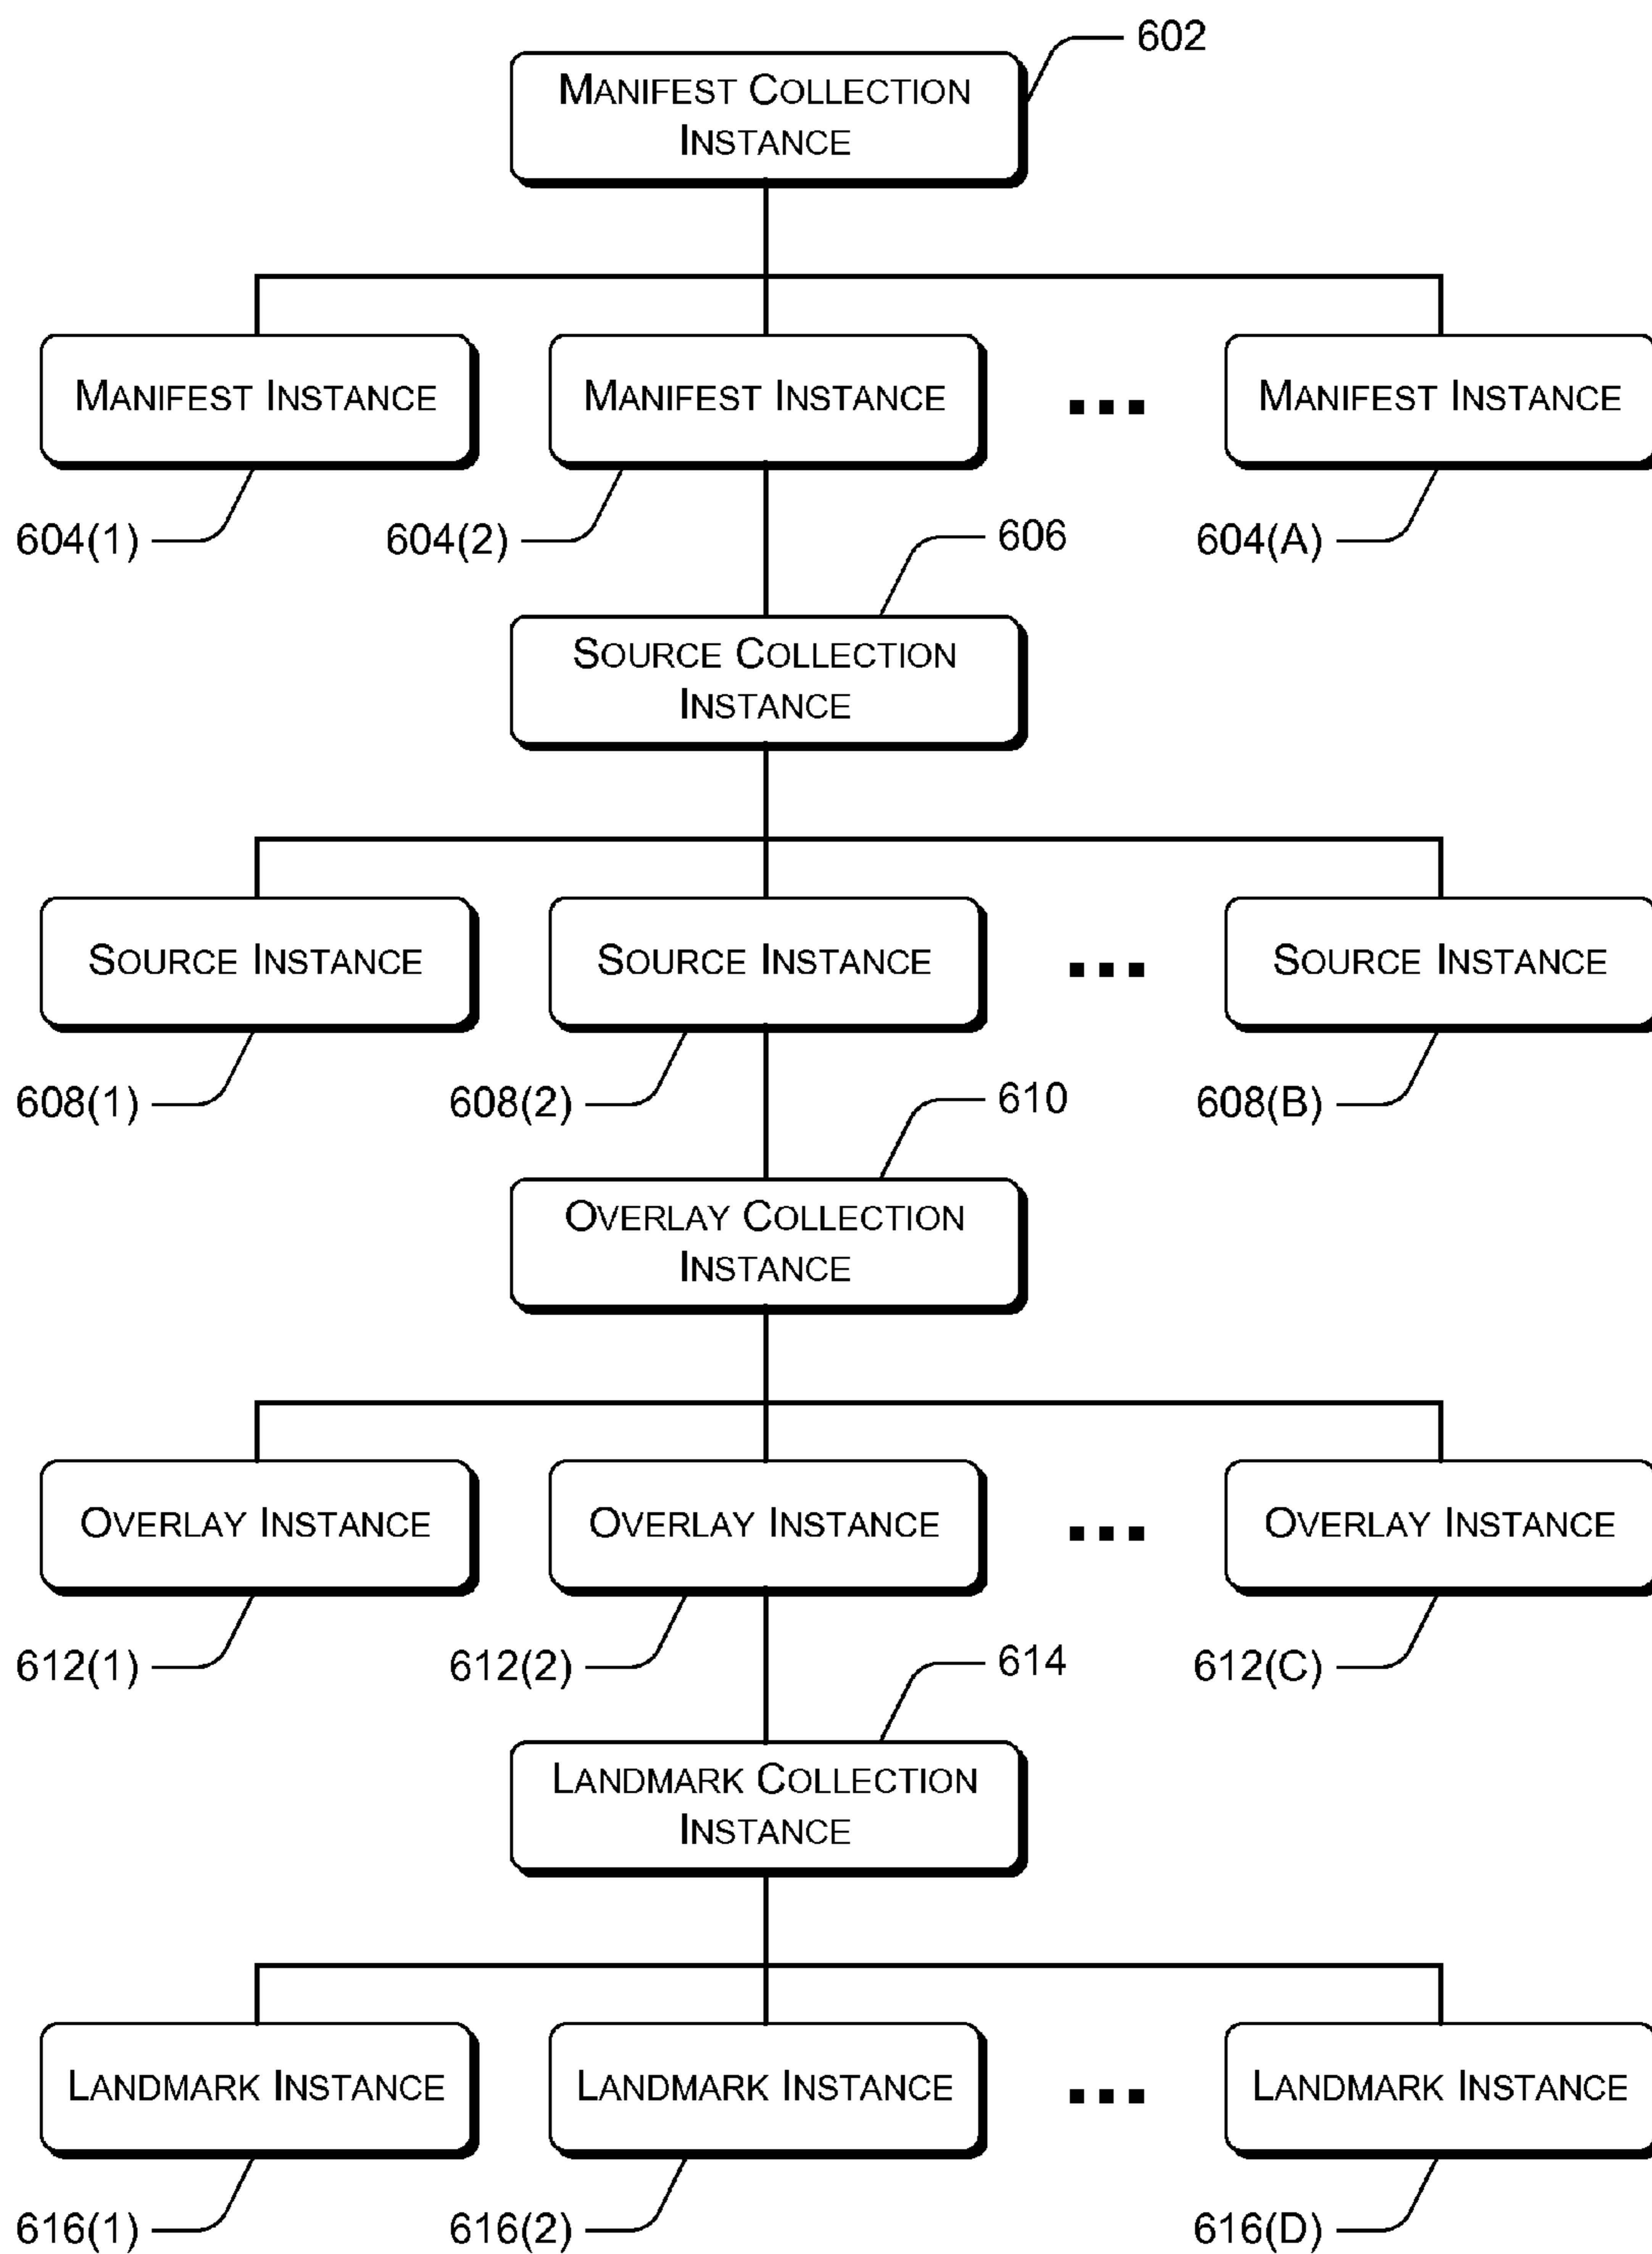 602
MANIFEST COLLECTION
INSTANCE
MANIFEST INSTANCE
MANIFEST INSTANCE
...
MANIFEST INSTANCE
604(1)
604(2)
604(A)
606
SOURCE COLLECTION
INSTANCE
SOURCE INSTANCE
SOURCE INSTANCE
...
SOURCE INSTANCE
608(1)
608(2)
608(B)
610
OVERLAY COLLECTION
INSTANCE
OVERLAY INSTANCE
OVERLAY INSTANCE
...
OVERLAY INSTANCE
612(1)
612(2)
612(C)
614
LANDMARK COLLECTION
INSTANCE
LANDMARK INSTANCE
LANDMARK INSTANCE
...
LANDMARK INSTANCE
616(1)
616(2)
616(D)